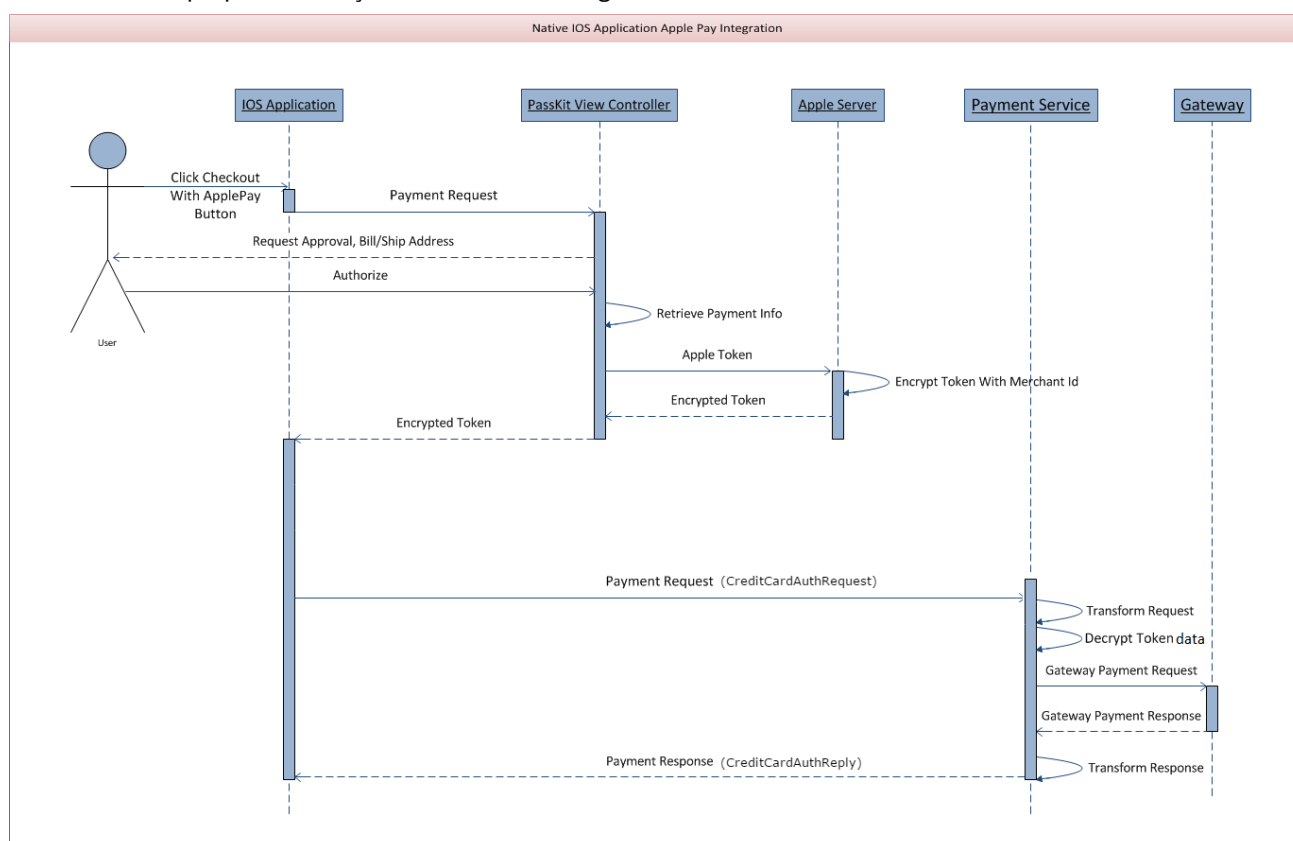 Native IOS Application Apple Pay Integration
IOS Application
PassKit View Controller
Apple Server
Payment Service
Gateway
Click Checkout
With ApplePay
Button
Payment Request
Request Approval, Bill/Ship Address
Authorize
Retrieve Payment Info
User
Apple Token
Encrypt Token With Merchant Id
Encrypted Token
Encrypted Token
Payment Request (CreditCardAuthRequest)
Transform Request
Decrypt Token data
Gateway Payment Request
Gateway Payment Response
Payment Response (CreditCardAuthReply)
Transform Response